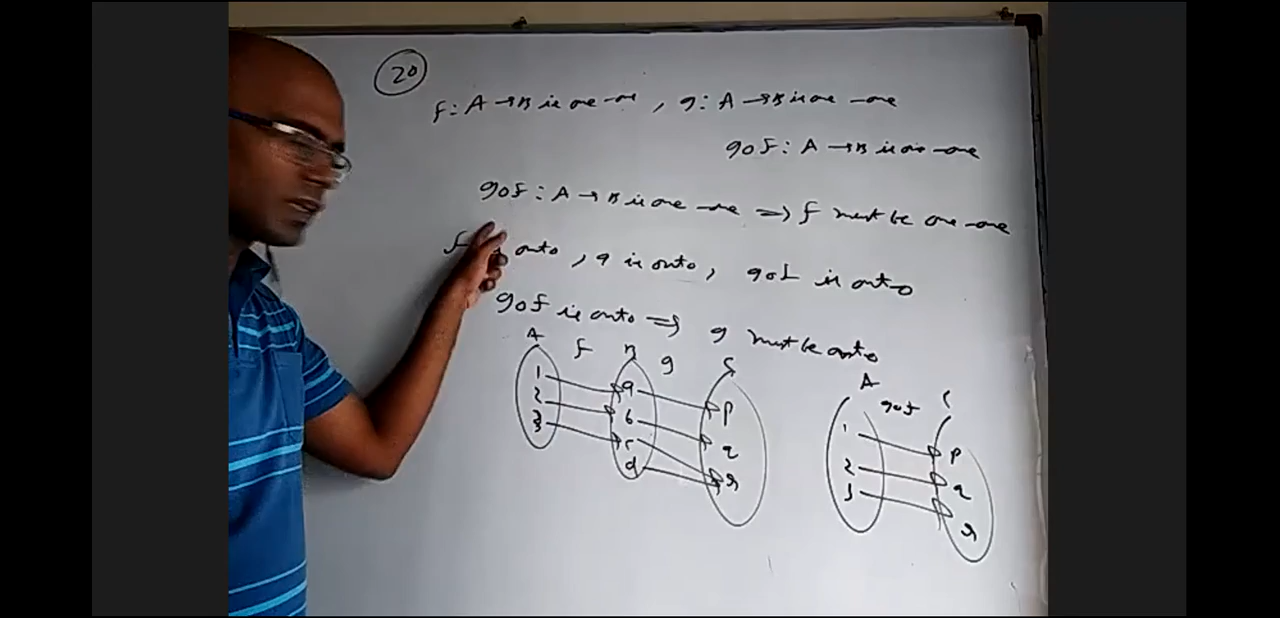 20
f: A → B is one-one, g: A → B is one-one
gof: A → B is one-one
gof: A → B is one-one ⇒ f must be one-one
f onto, g is onto, gof is onto
gof is onto ⇒ g must be onto
A f B g C
1 a p
2 b q
3 c r
d
A gof C
1 p
2 q
3 r